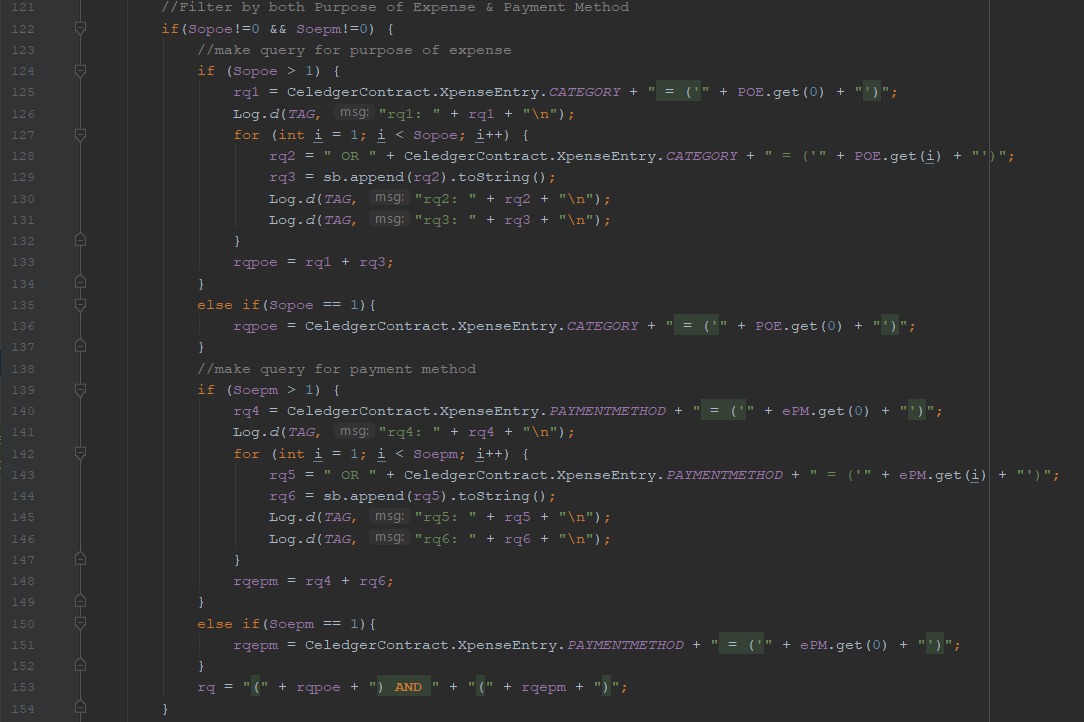 121 //Filter by both Purpose of Expense & Payment Method
122 if(Sopoe!=0 && Soepm!=0) {
123 //make query for purpose of expense
124 if (Sopoe > 1) {
125 rq1 = CeledgerContract.XpenseEntry.CATEGORY + " = ('" + POE.get(0) + "')";
126 Log.d(TAG, msg: "rq1: " + rq1 + "\n");
127 for (int i = 1; i < Sopoe; i++) {
128 rq2 = " OR " + CeledgerContract.XpenseEntry.CATEGORY + " = ('" + POE.get(i) + "')";
129 rq3 = sb.append(rq2).toString();
130 Log.d(TAG, msg: "rq2: " + rq2 + "\n");
131 Log.d(TAG, msg: "rq3: " + rq3 + "\n");
132 }
133 rqpoe = rq1 + rq3;
134 }
135 else if(Sopoe == 1){
136 rqpoe = CeledgerContract.XpenseEntry.CATEGORY + " = ('" + POE.get(0) + "')";
137 }
138 //make query for payment method
139 if (Soepm > 1) {
140 rq4 = CeledgerContract.XpenseEntry.PAYMENTMETHOD + " = ('" + ePM.get(0) + "')";
141 Log.d(TAG, msg: "rq4: " + rq4 + "\n");
142 for (int i = 1; i < Soepm; i++) {
143 rq5 = " OR " + CeledgerContract.XpenseEntry.PAYMENTMETHOD + " = ('" + ePM.get(i) + "')";
144 rq6 = sb.append(rq5).toString();
145 Log.d(TAG, msg: "rq5: " + rq5 + "\n");
146 Log.d(TAG, msg: "rq6: " + rq6 + "\n");
147 }
148 rqepm = rq4 + rq6;
149 }
150 else if(Soepm == 1){
151 rqepm = CeledgerContract.XpenseEntry.PAYMENTMETHOD + " = ('" + ePM.get(0) + "')";
152 }
153 rq = "(" + rqpoe + ") AND " + "(" + rqepm + ")";
154 }